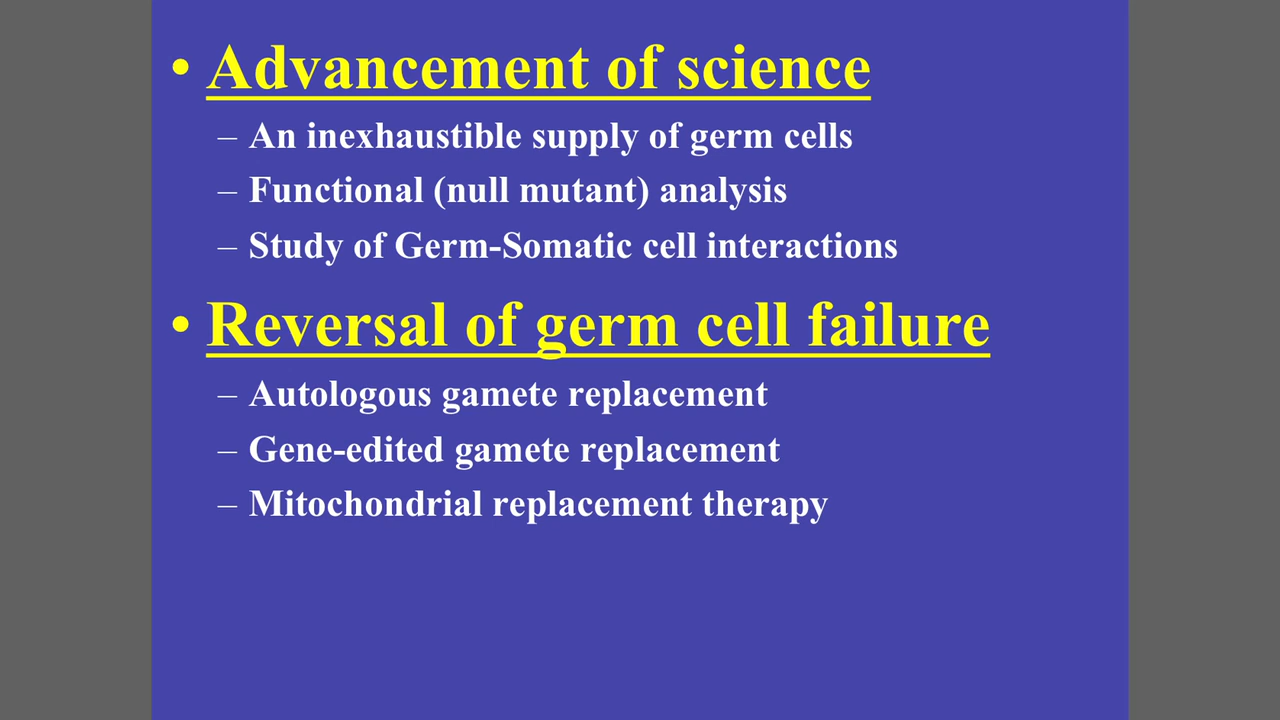 • Advancement of science
– An inexhaustible supply of germ cells
– Functional (null mutant) analysis
– Study of Germ-Somatic cell interactions
• Reversal of germ cell failure
– Autologous gamete replacement
– Gene-edited gamete replacement
– Mitochondrial replacement therapy